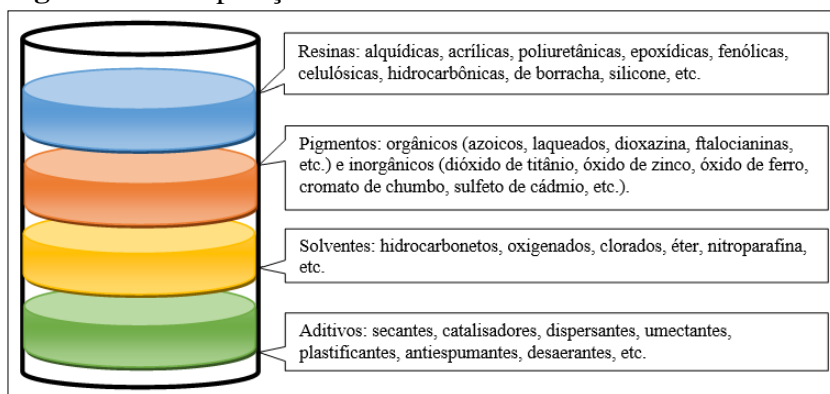 Resinas: alquídicas, acrílicas, poliuretânicas, epoxídicas, fenólicas,
celulósicas, hidrocarbônicas, de borracha, silicone, etc.
Pigmentos: orgânicos (azoicos, laqueados, dioxazina, ftalocianinas,
etc.) e inorgânicos (dióxido de titânio, óxido de zinco, óxido de ferro,
cromato de chumbo, sulfeto de cádmio, etc.).
Solventes: hidrocarbonetos, oxigenados, clorados, éter, nitroparafina,
etc.
Aditivos: secantes, catalisadores, dispersantes, umectantes,
plastificantes, antiespumantes, desaerantes, etc.